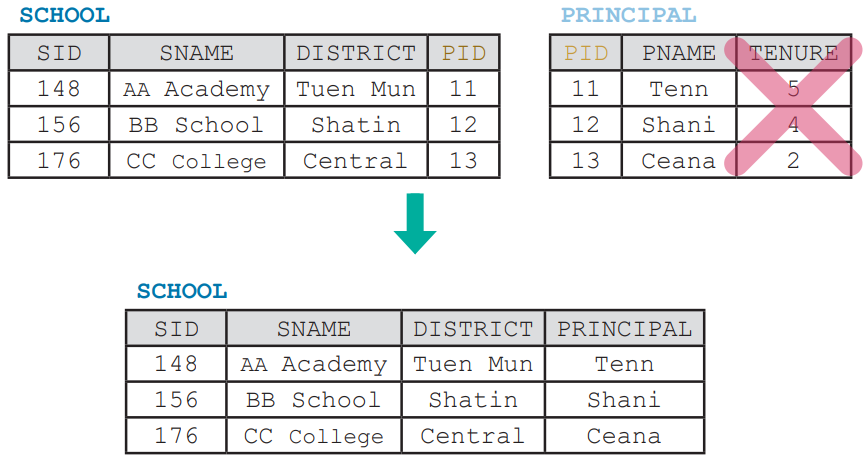 SCHOOL
SID SNAME DISTRICT PID
148 AA Academy Tuen Mun 11
156 BB School Shatin 12
176 CC College Central 13
PRINCIPAL
PID PNAME TENURE
11 Tenn 5
12 Shani 4
13 Ceana 2
SCHOOL
SID SNAME DISTRICT PRINCIPAL
148 AA Academy Tuen Mun Tenn
156 BB School Shatin Shani
176 CC College Central Ceana